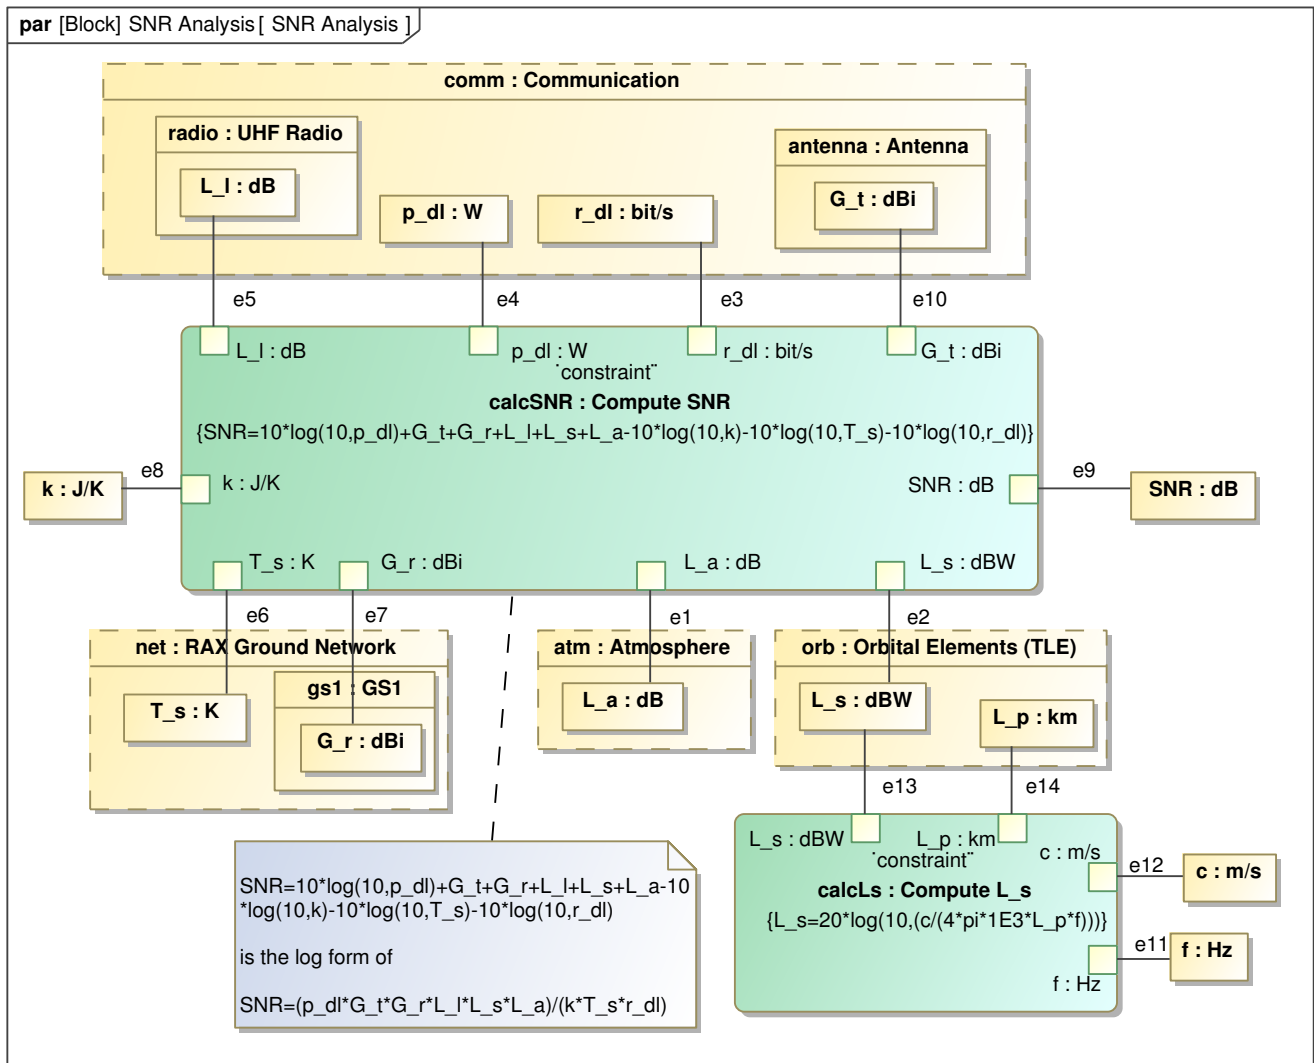 par [Block] SNR Analysis [ SNR Analysis ]
comm : Communication
radio : UHF Radio
L_l : dB
p_dl : W
r_dl : bit/s
antenna : Antenna
G_t : dBi
e5
e4
e3
e10
L_l : dB
p_dl : W
r_dl : bit/s
G_t : dBi
˙constraint¨
calcSNR : Compute SNR
{SNR=10*log(10,p_dl)+G_t+G_r+L_l+L_s+L_a-10*log(10,k)-10*log(10,T_s)-10*log(10,r_dl)}
k : J/K
e8
k : J/K
SNR : dB
e9
SNR : dB
T_s : K
G_r : dBi
L_a : dB
L_s : dBW
e6
e7
e1
e2
net : RAX Ground Network
T_s : K
gs1 : GS1
G_r : dBi
atm : Atmosphere
L_a : dB
orb : Orbital Elements (TLE)
L_s : dBW
L_p : km
e13
e14
L_s : dBW
L_p : km
c : m/s
˙constraint¨
calcLs : Compute L_s
{L_s=20*log(10,(c/(4*pi*1E3*L_p*f)))}
f : Hz
e12
c : m/s
e11
f : Hz
SNR=10*log(10,p_dl)+G_t+G_r+L_l+L_s+L_a-10
*log(10,k)-10*log(10,T_s)-10*log(10,r_dl)
is the log form of
SNR=(p_dl*G_t*G_r*L_l*L_s*L_a)/(k*T_s*r_dl)